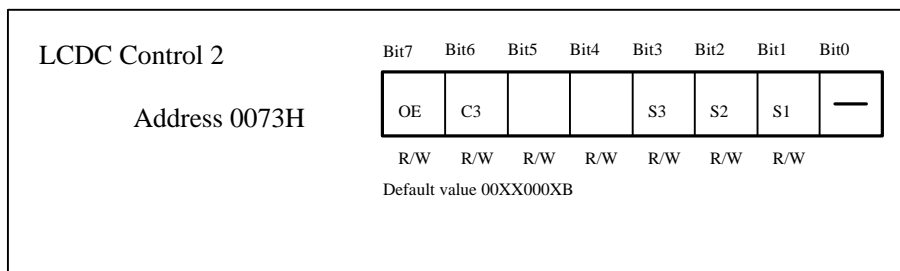 LCDC Control 2
Bit7 Bit6 Bit5 Bit4 Bit3 Bit2 Bit1 Bit0
Address 0073H
OE C3 S3 S2 S1 —
R/W R/W R/W R/W R/W R/W R/W
Default value 00XX000XB